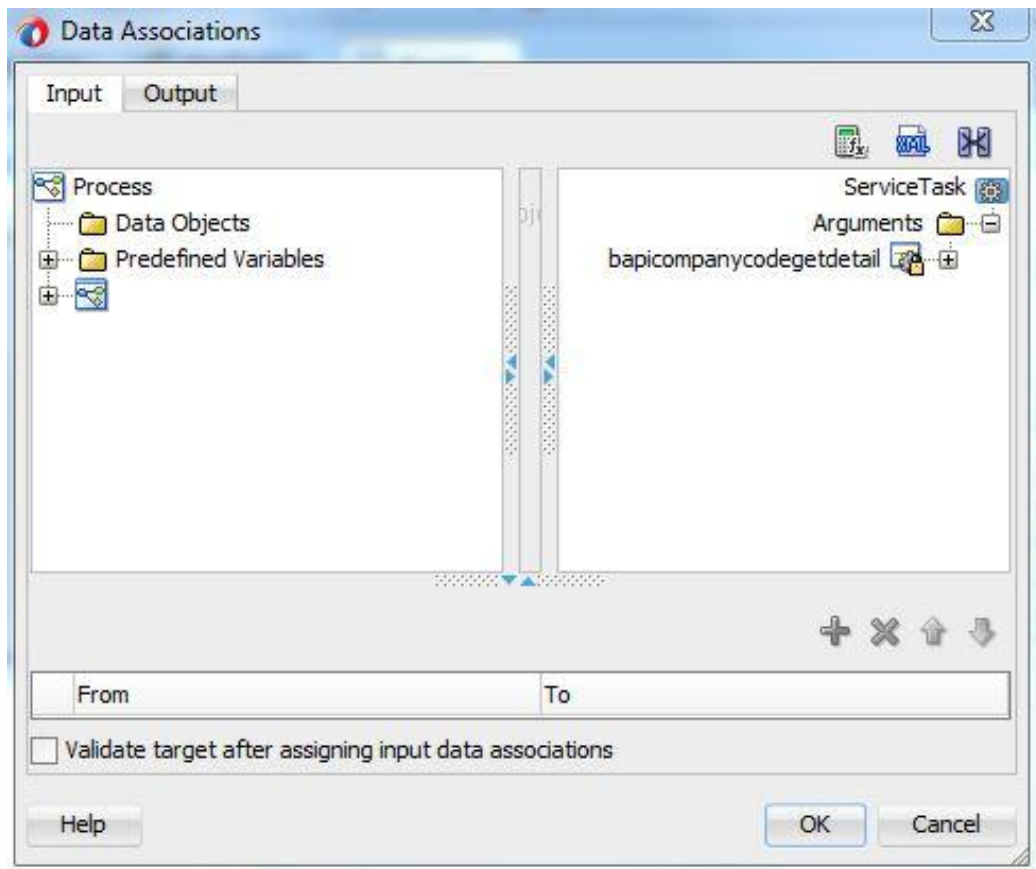 Data Associations
Input Output
Process
Data Objects
Predefined Variables
ServiceTask
Arguments
bapicompanycodegetdetail
From To
Validate target after assigning input data associations
Help OK Cancel